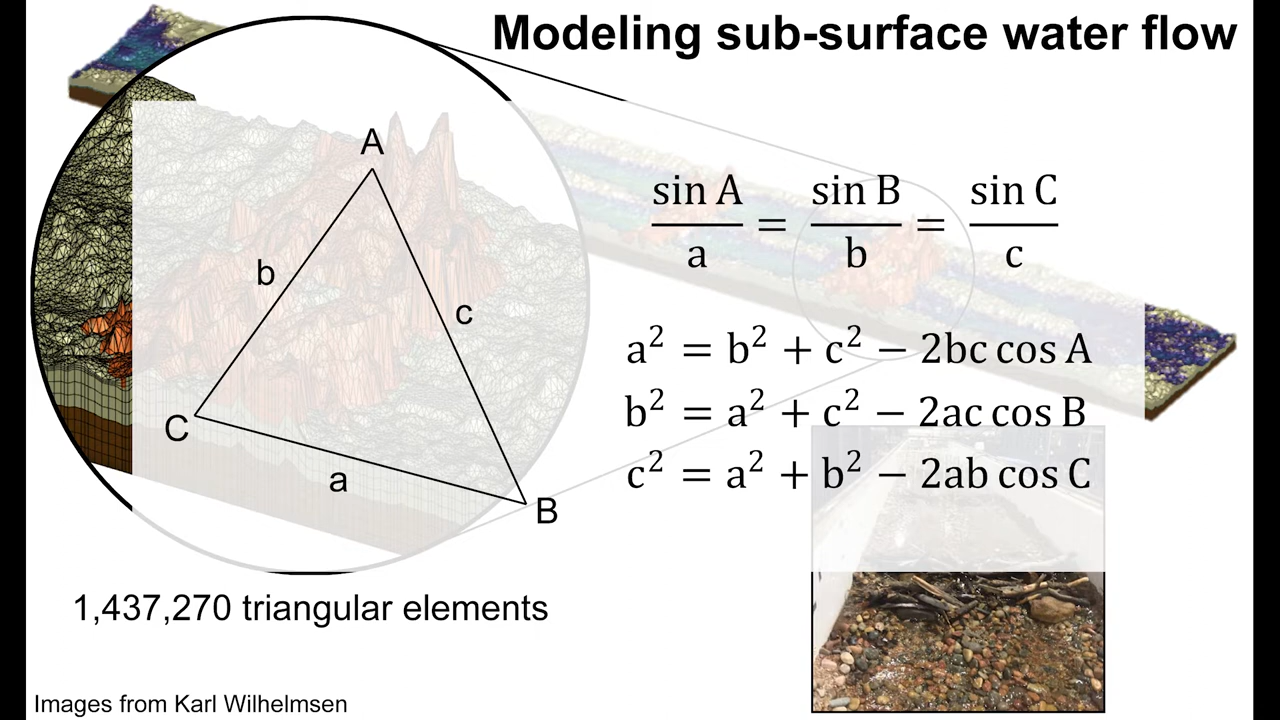 Modeling sub-surface water flow
A
b
c
C
a
B
sin A / a = sin B / b = sin C / c
a² = b² + c² − 2bc cos A
b² = a² + c² − 2ac cos B
c² = a² + b² − 2ab cos C
1,437,270 triangular elements
Images from Karl Wilhelmsen